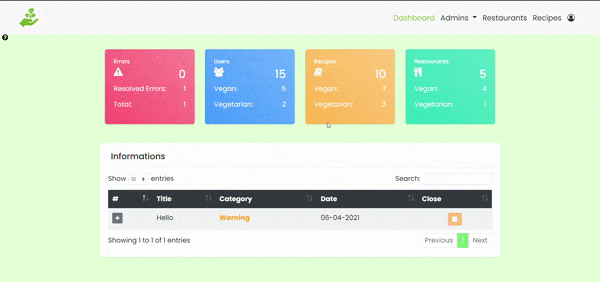 Dashboard Admins Restaurants Recipes
Errors
0
Resolved Errors: 1
Total: 1
Users
15
Vegan: 5
Vegetarian: 2
Recipes
10
Vegan: 7
Vegetarian: 3
Restaurants
5
Vegan: 4
Vegetarian: 1
Informations
Show 10 entries
Search:
# Title Category Date Close
Hello Warning 06-04-2021
Showing 1 to 1 of 1 entries
Previous 1 Next